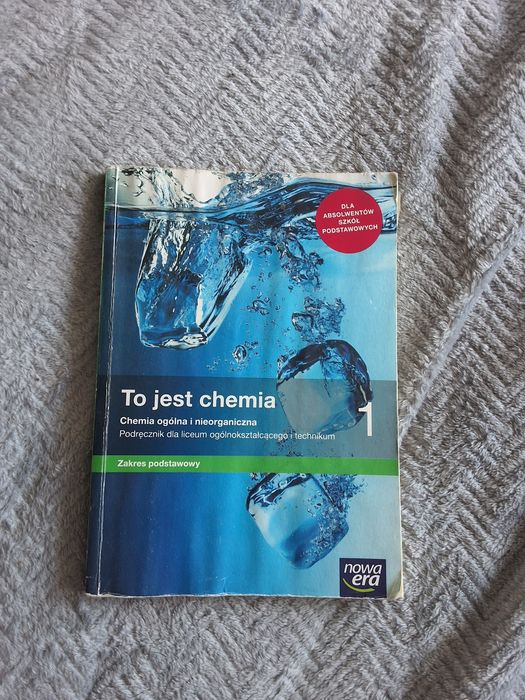 DLA
ABSOLWENTÓW
SZKÓŁ
PODSTAWOWYCH
To jest chemia
1
Chemia ogólna i nieorganiczna
Podręcznik dla liceum ogólnokształcącego i technikum
Zakres podstawowy
nowa
era